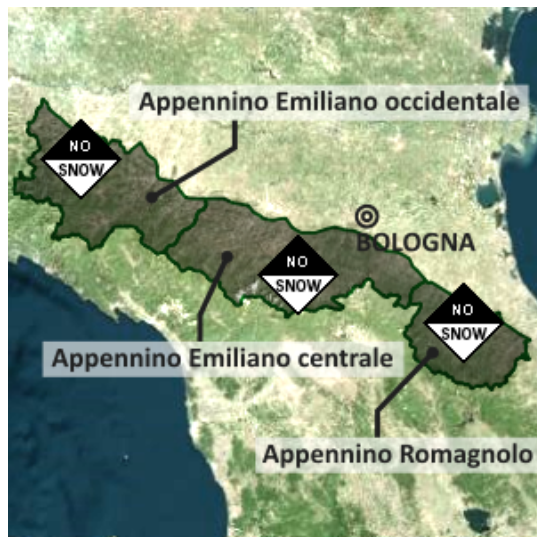 Appennino Emiliano occidentale
NO
SNOW
BOLOGNA
NO
SNOW
NO
SNOW
Appennino Emiliano centrale
Appennino Romagnolo